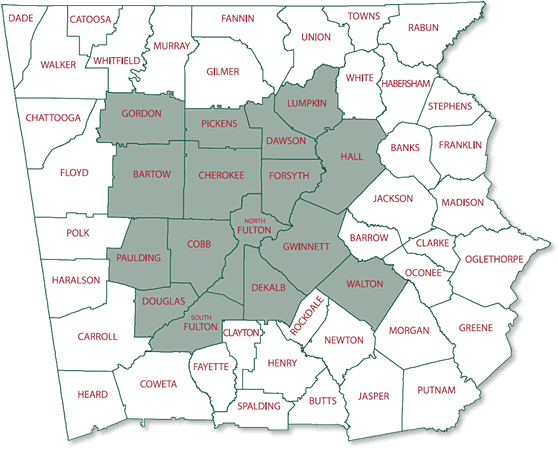 DADE
CATOOSA
FANNIN
TOWNS
RABUN
UNION
MURRAY
WHITFIELD
WALKER
GILMER
WHITE
HABERSHAM
STEPHENS
LUMPKIN
GORDON
CHATTOOGA
PICKENS
DAWSON
HALL
BANKS
FRANKLIN
FLOYD
BARTOW
CHEROKEE
FORSYTH
JACKSON
MADISON
NORTH
FULTON
POLK
COBB
GWINNETT
BARROW
CLARKE
OGLETHORPE
PAULDING
OCONEE
HARALSON
DEKALB
WALTON
DOUGLAS
SOUTH
FULTON
ROCKDALE
CARROLL
CLAYTON
NEWTON
MORGAN
GREENE
HENRY
FAYETTE
COWETA
HEARD
SPALDING
BUTTS
JASPER
PUTNAM